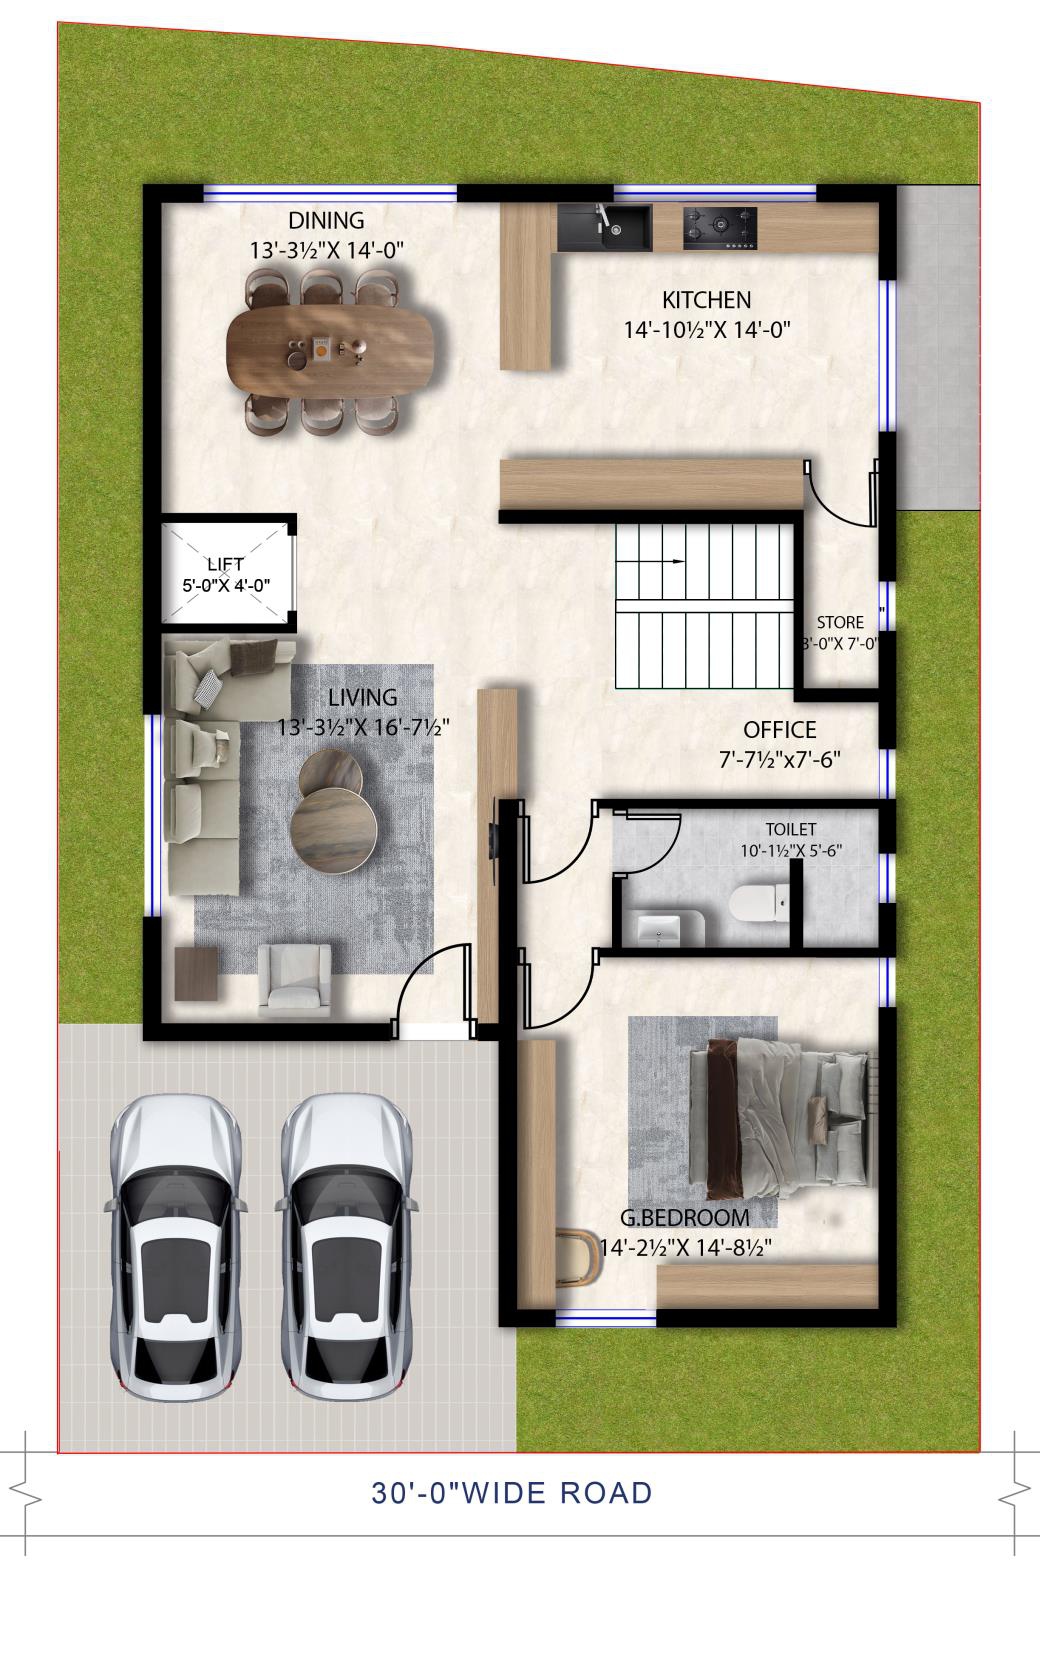 DINING
13'-3½"X 14'-0"
KITCHEN
14'-10½"X 14'-0"
LIFT
5'-0"X 4'-0"
STORE
3'-0"X 7'-0"
LIVING
13'-3½"X 16'-7½"
OFFICE
7'-7½"x7'-6"
TOILET
10'-1½"X 5'-6"
G.BEDROOM
14'-2½"X 14'-8½"
30'-0"WIDE ROAD